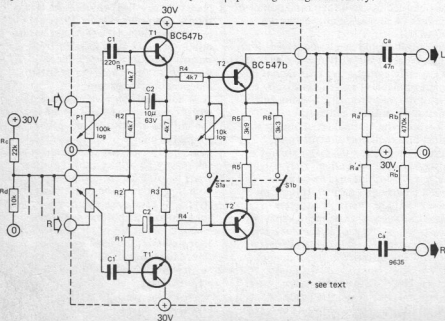 30V
C1
220n
T1
BC547b
R1
4k7
R2
4k7
C2
10µ
63V
R3
4k7
R4
4k7
T2
BC547b
L
P1
100k
log
P2
10k
log
R5
3k9
R6*
3k3
+ 30V
Rc
22k
Rd
10k
0
0
R
R2'
R1'
C2'
R3'
R4'
R5'
S1a
S1b
C1'
T1'
T2'
30V
Ca
47n
L
Ra*
Rb*
470k
30V
0
Ra'*
Rb'*
Ca'
9635
R
* see text